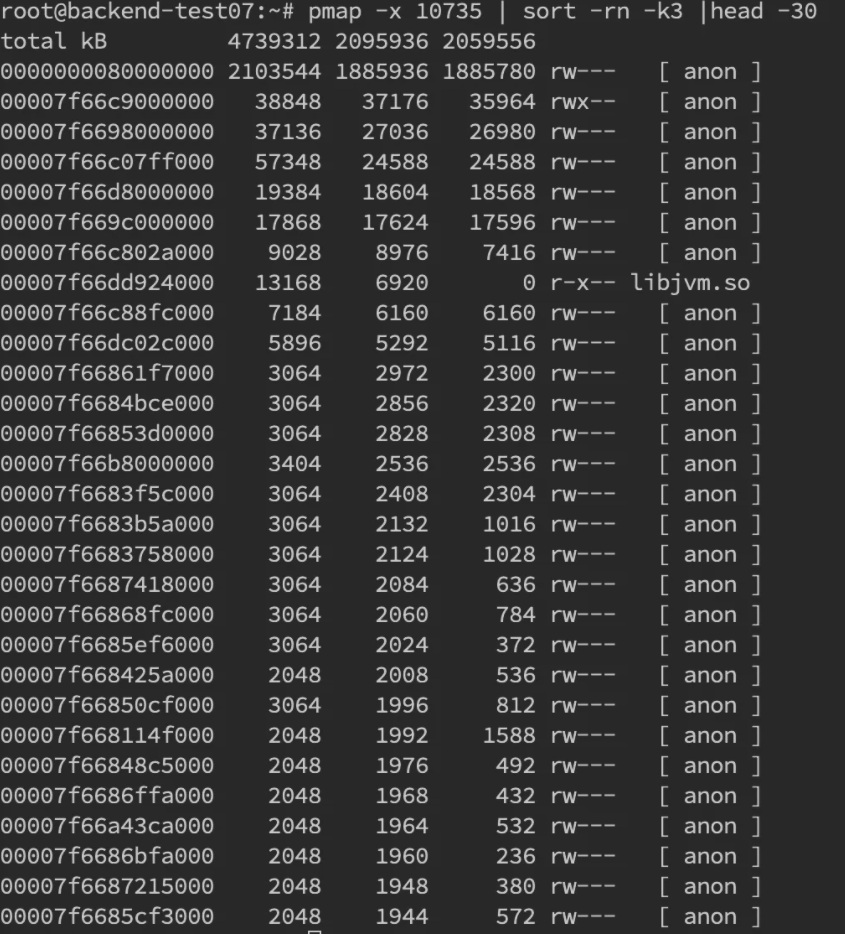 root@backend-test07:~# pmap -x 10735 | sort -rn -k3 |head -30
total kB         4739312 2095936 2059556
0000000080000000 2103544 1885936 1885780 rw---   [ anon ]
00007f66c9000000   38848   37176   35964 rwx--   [ anon ]
00007f6698000000   37136   27036   26980 rw---   [ anon ]
00007f66c07ff000   57348   24588   24588 rw---   [ anon ]
00007f66d8000000   19384   18604   18568 rw---   [ anon ]
00007f669c000000   17868   17624   17596 rw---   [ anon ]
00007f66c802a000    9028    8976    7416 rw---   [ anon ]
00007f66dd924000   13168    6920       0 r-x-- libjvm.so
00007f66c88fc000    7184    6160    6160 rw---   [ anon ]
00007f66dc02c000    5896    5292    5116 rw---   [ anon ]
00007f66861f7000    3064    2972    2300 rw---   [ anon ]
00007f6684bce000    3064    2856    2320 rw---   [ anon ]
00007f66853d0000    3064    2828    2308 rw---   [ anon ]
00007f66b8000000    3404    2536    2536 rw---   [ anon ]
00007f6683f5c000    3064    2408    2304 rw---   [ anon ]
00007f6683b5a000    3064    2132    1016 rw---   [ anon ]
00007f6683758000    3064    2124    1028 rw---   [ anon ]
00007f6687418000    3064    2084     636 rw---   [ anon ]
00007f66868fc000    3064    2060     784 rw---   [ anon ]
00007f6685ef6000    3064    2024     372 rw---   [ anon ]
00007f668425a000    2048    2008     536 rw---   [ anon ]
00007f66850cf000    3064    1996     812 rw---   [ anon ]
00007f668114f000    2048    1992    1588 rw---   [ anon ]
00007f66848c5000    2048    1976     492 rw---   [ anon ]
00007f6686ffa000    2048    1968     432 rw---   [ anon ]
00007f66a43ca000    2048    1964     532 rw---   [ anon ]
00007f6686bfa000    2048    1960     236 rw---   [ anon ]
00007f6687215000    2048    1948     380 rw---   [ anon ]
00007f6685cf3000    2048    1944     572 rw---   [ anon ]